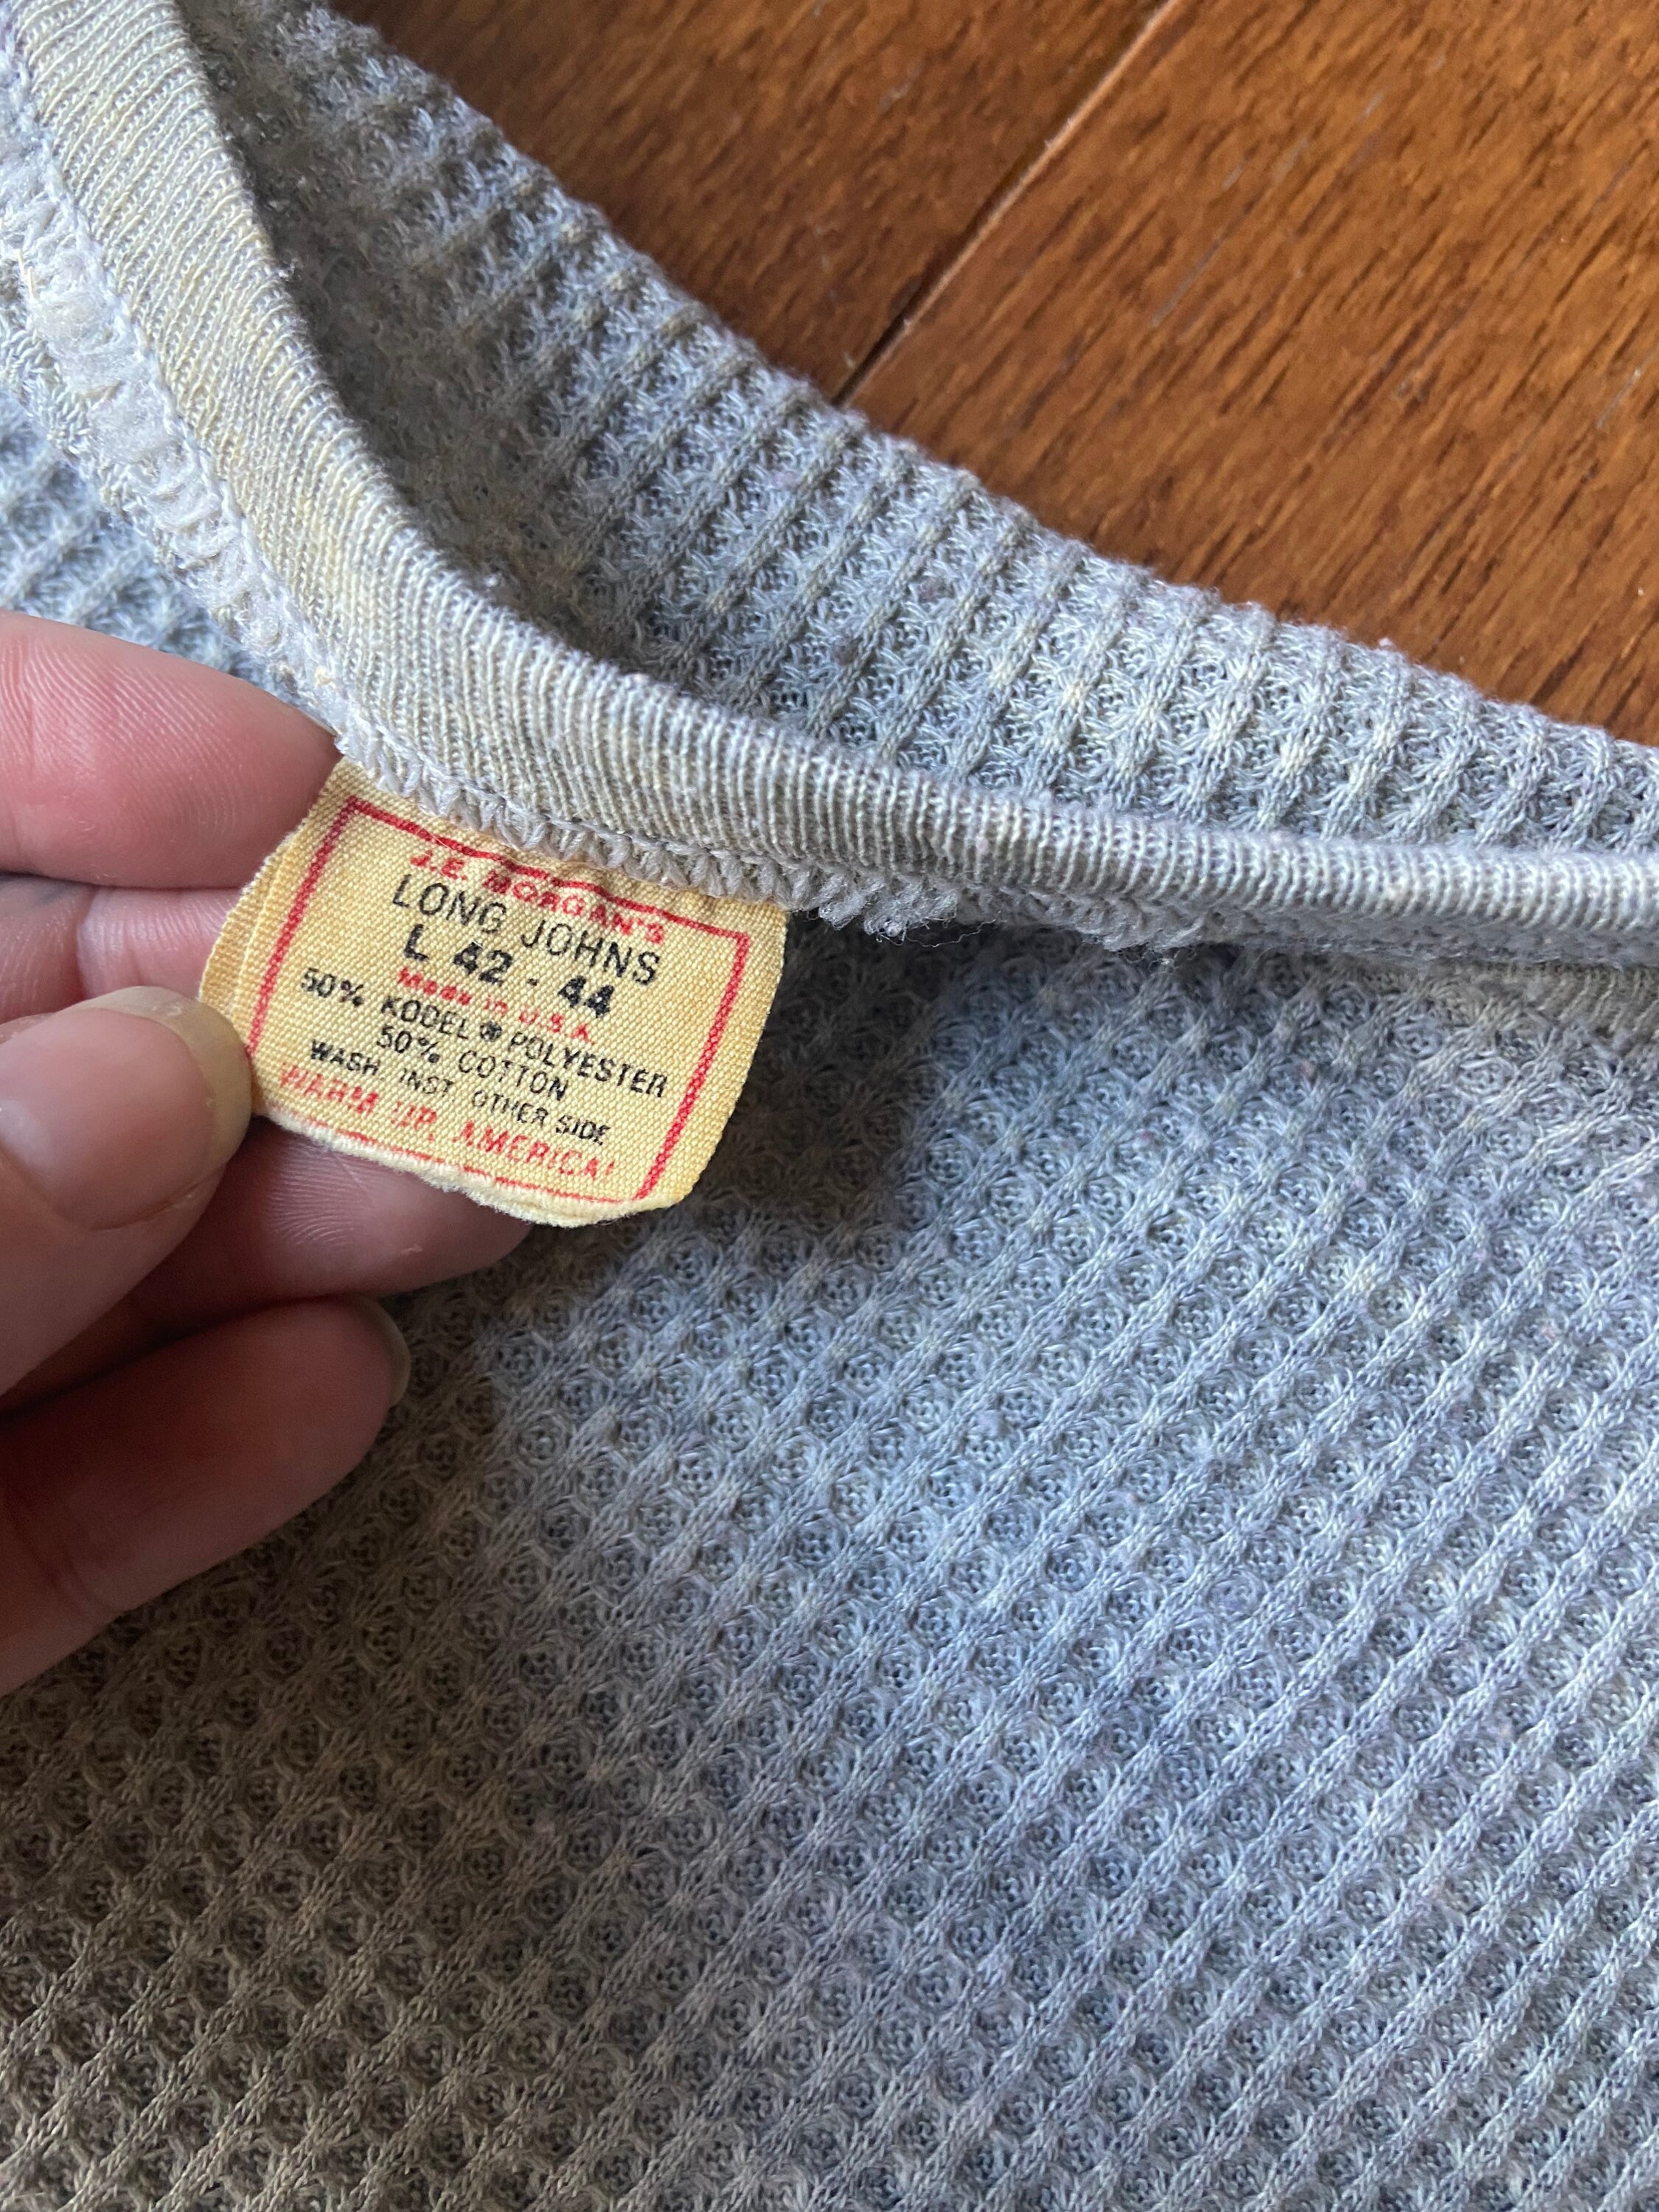 J.E. MORGAN'S
LONG JOHNS
L 42 - 44
Made in U.S.A.
50% KODEL ® POLYESTER
50% COTTON
WASH. INST. OTHER SIDE
WARM UP, AMERICA!